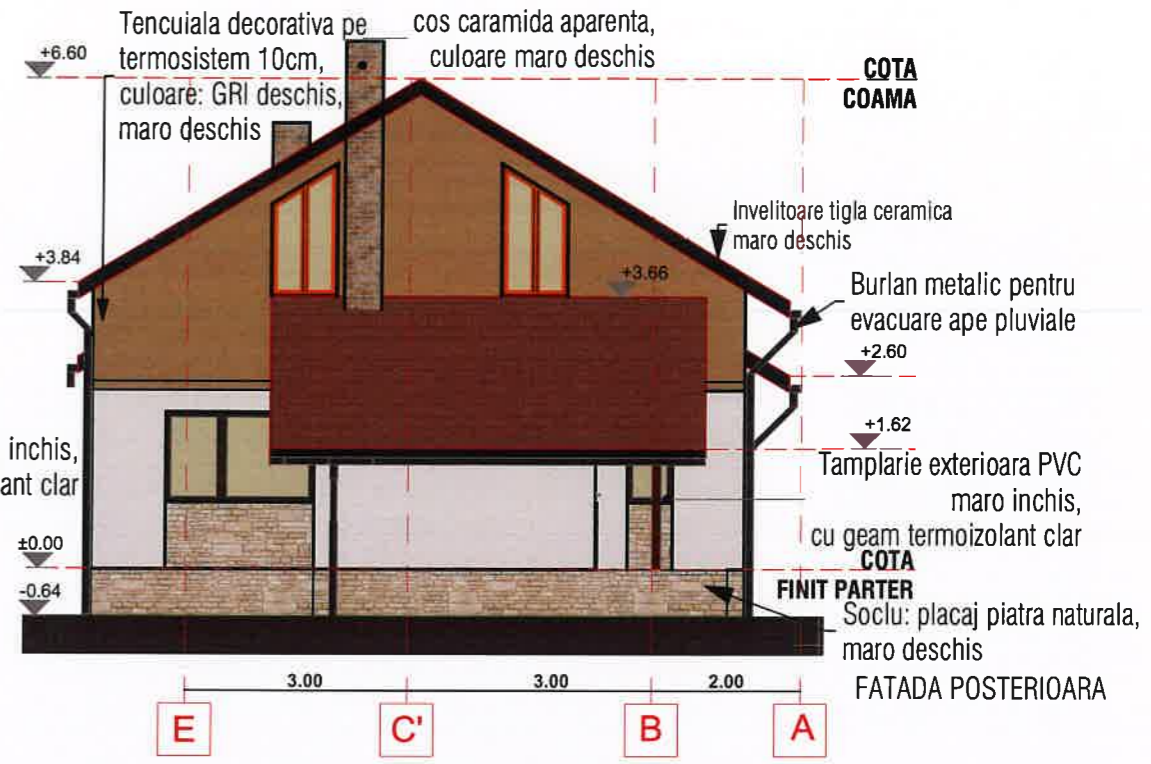 Tencuiala decorativa pe
termosistem 10cm,
culoare: GRI deschis,
maro deschis
cos caramida aparenta,
culoare maro deschis
+6.60
COTA
COAMA
Invelitoare tigla ceramica
maro deschis
+3.84
+3.66
Burlan metalic pentru
evacuare ape pluviale
+2.60
+1.62
inchis,
ant clar
Tamplarie exterioara PVC
maro inchis,
cu geam termoizolant clar
±0.00
COTA
FINIT PARTER
-0.64
Soclu: placaj piatra naturala,
maro deschis
3.00
3.00
2.00
FATADA POSTERIOARA
E
C'
B
A